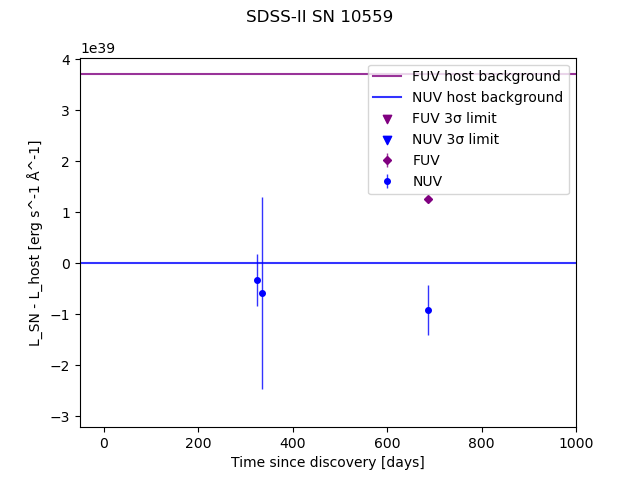 SDSS-II SN 10559
1e39
4
3
2
1
0
−1
−2
−3
L_SN - L_host [erg s^-1 Å^-1]
FUV host background
NUV host background
FUV 3σ limit
NUV 3σ limit
FUV
NUV
0 200 400 600 800 1000
Time since discovery [days]